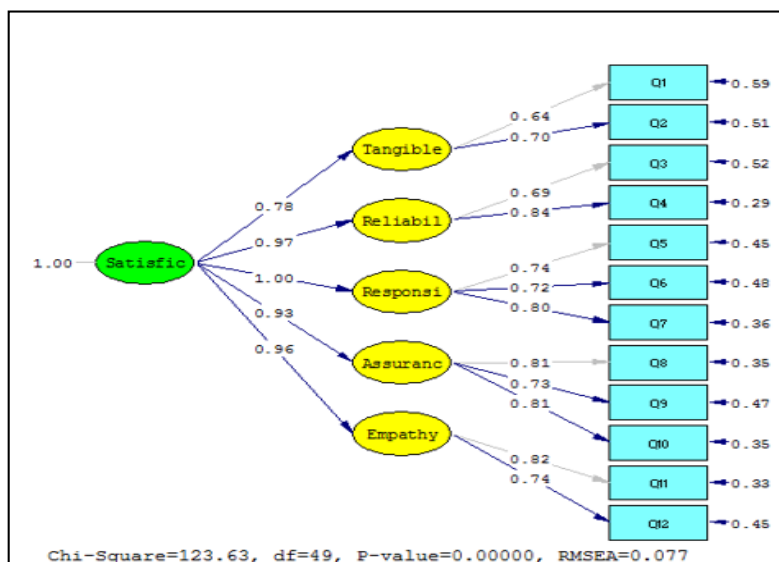 Q1
0.59
0.64
Q2
0.51
0.70
Tangible
Q3
0.52
0.69
Q4
0.29
0.84
0.78
Reliabil
Q5
0.45
0.74
0.97
1.00
Satisfic
1.00
Responsi
Q6
0.48
0.72
Q7
0.36
0.80
0.93
Assuranc
Q8
0.35
0.81
0.96
Q9
0.47
0.73
Q10
0.35
0.81
Empathy
Q11
0.33
0.82
Q12
0.45
0.74
Chi-Square=123.63, df=49, P-value=0.00000, RMSEA=0.077